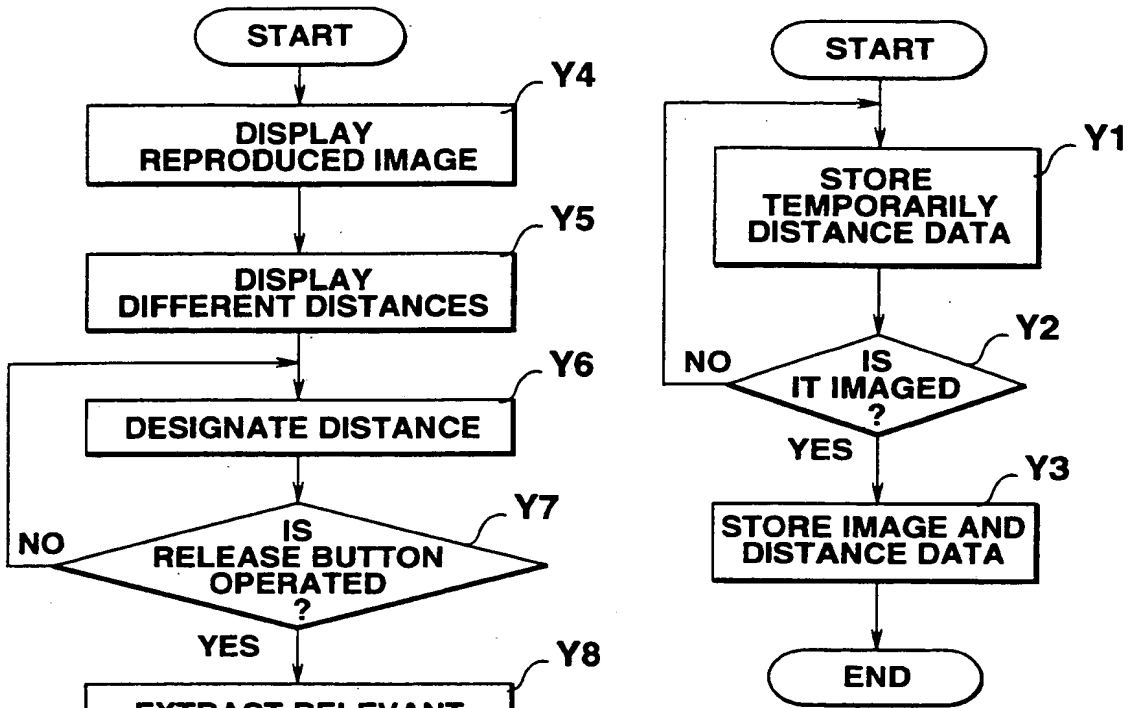 START
Y4
DISPLAY
REPRODUCED IMAGE
Y5
DISPLAY
DIFFERENT DISTANCES
Y6
DESIGNATE DISTANCE
Y7
IS
RELEASE BUTTON
OPERATED
?
NO
YES
Y8
EXTRACT RELEVANT
START
Y1
STORE
TEMPORARILY
DISTANCE DATA
Y2
IS
IT IMAGED
?
NO
YES
Y3
STORE IMAGE AND
DISTANCE DATA
END